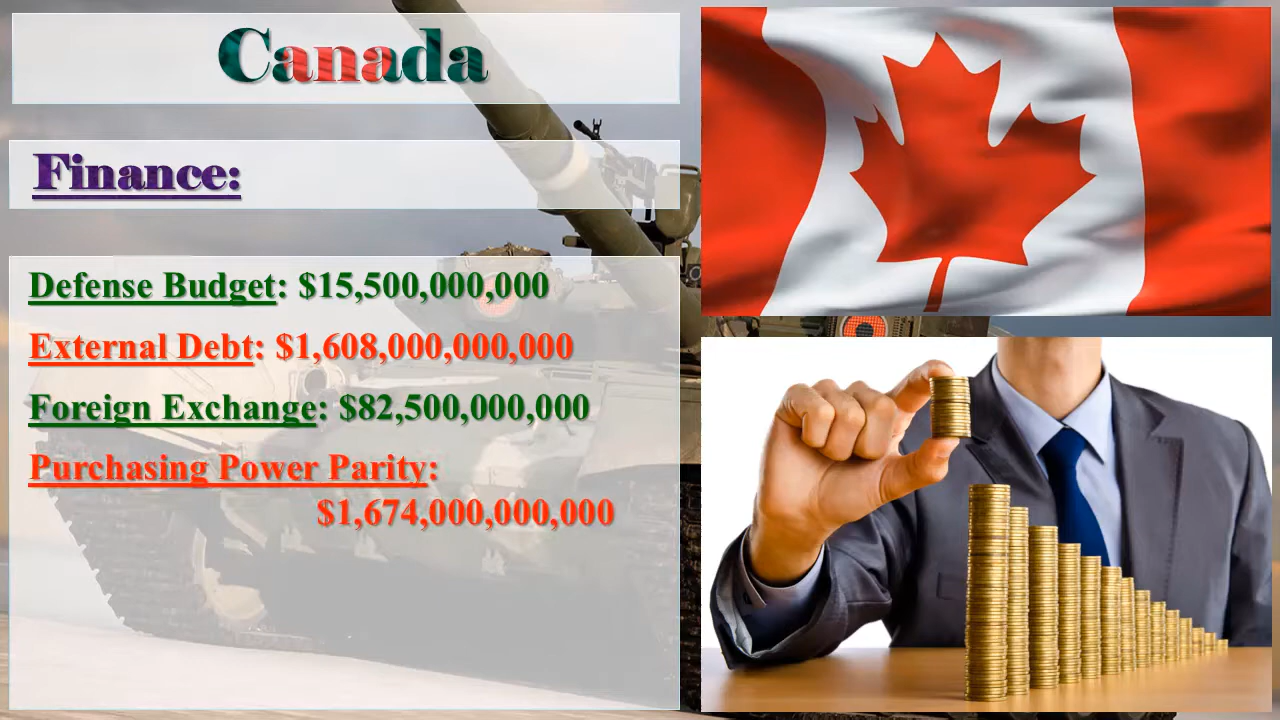 Canada
Finance:
Defense Budget: $15,500,000,000
External Debt: $1,608,000,000,000
Foreign Exchange: $82,500,000,000
Purchasing Power Parity:
$1,674,000,000,000